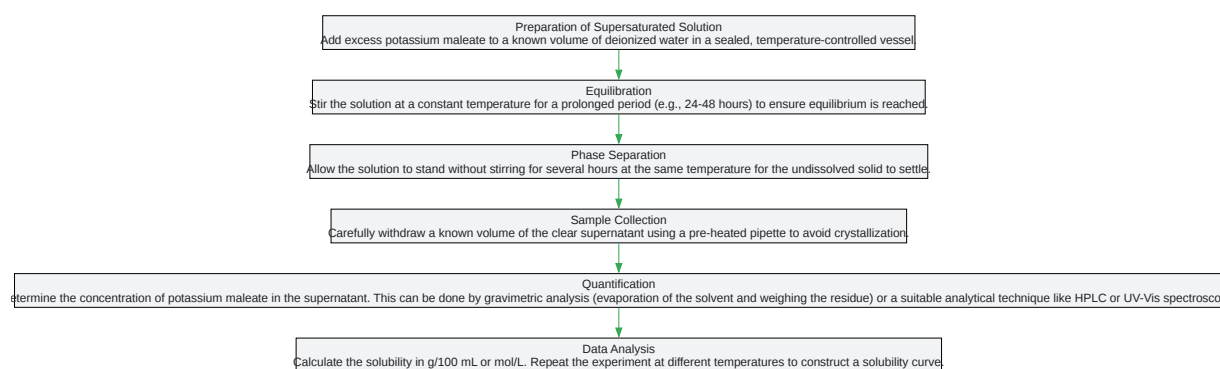 Preparation of Supersaturated Solution
Add excess potassium maleate to a known volume of deionized water in a sealed, temperature-controlled vessel.
Equilibration
Stir the solution at a constant temperature for a prolonged period (e.g., 24-48 hours) to ensure equilibrium is reached.
Phase Separation
Allow the solution to stand without stirring for several hours at the same temperature for the undissolved solid to settle.
Sample Collection
Carefully withdraw a known volume of the clear supernatant using a pre-heated pipette to avoid crystallization.
Quantification
etermine the concentration of potassium maleate in the supernatant. This can be done by gravimetric analysis (evaporation of the solvent and weighing the residue) or a suitable analytical technique like HPLC or UV-Vis spectrosco
Data Analysis
Calculate the solubility in g/100 mL or mol/L. Repeat the experiment at different temperatures to construct a solubility curve.